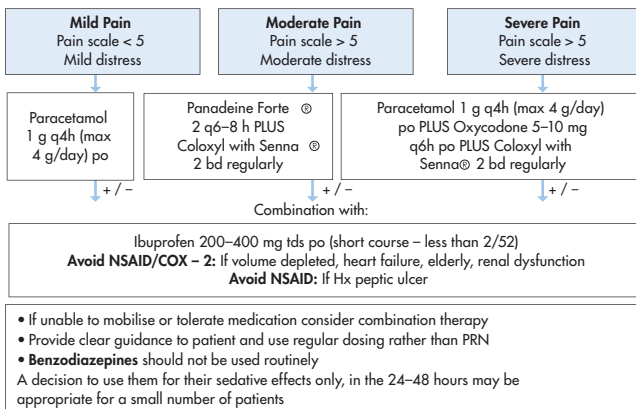 Mild Pain
Pain scale < 5
Mild distress
Moderate Pain
Pain scale > 5
Moderate distress
Severe Pain
Pain scale > 5
Severe distress
Paracetamol
1 g q4h (max
4 g/day) po
Panadeine Forte ®
2 q6–8 h PLUS
Coloxyl with Senna ®
2 bd regularly
Paracetamol 1 g q4h (max 4 g/day)
po PLUS Oxycodone 5–10 mg
q6h po PLUS Coloxyl with
Senna® 2 bd regularly
+ / –
+ / –
+ / –
Combination with:
Ibuprofen 200–400 mg tds po (short course – less than 2/52)
Avoid NSAID/COX – 2: If volume depleted, heart failure, elderly, renal dysfunction
Avoid NSAID: If Hx peptic ulcer
• If unable to mobilise or tolerate medication consider combination therapy
• Provide clear guidance to patient and use regular dosing rather than PRN
• Benzodiazepines should not be used routinely
A decision to use them for their sedative effects only, in the 24–48 hours may be
appropriate for a small number of patients